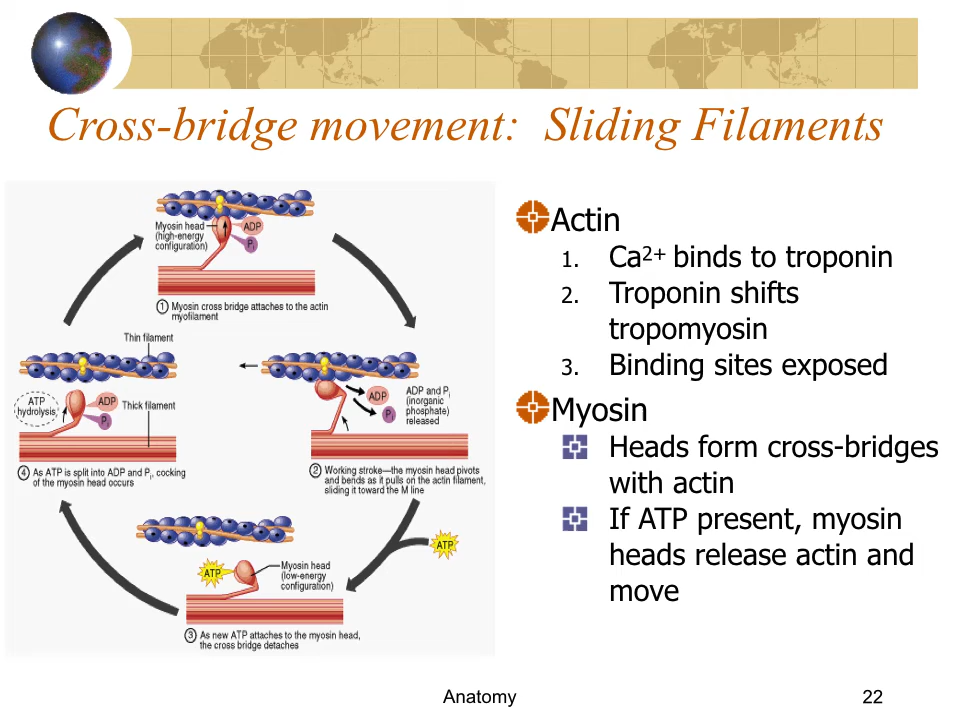 Cross-bridge movement: Sliding Filaments
Myosin head
(high-energy
configuration)
ADP
Pi
1 Myosin cross bridge attaches to the actin
myofilament
Thin filament
ATP
hydrolysis
ADP
Pi
Thick filament
4 As ATP is split into ADP and Pi, cocking
of the myosin head occurs
ADP
Pi
ADP and Pi
(inorganic
phosphate)
released
2 Working stroke—the myosin head pivots
and bends as it pulls on the actin filament,
sliding it toward the M line
ATP
ATP
Myosin head
(low-energy
configuration)
3 As new ATP attaches to the myosin head,
the cross bridge detaches
Actin
1. Ca2+ binds to troponin
2. Troponin shifts
tropomyosin
3. Binding sites exposed
Myosin
Heads form cross-bridges
with actin
If ATP present, myosin
heads release actin and
move
Anatomy
22